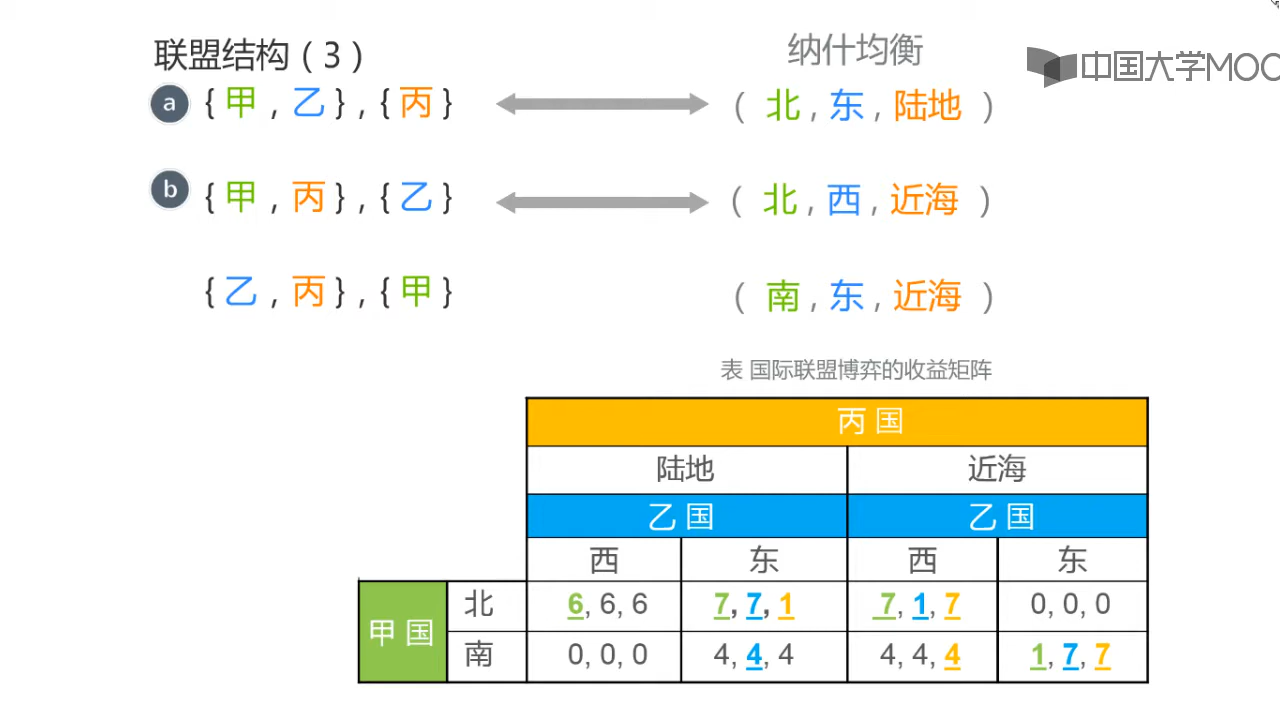 联盟结构(3)
纳什均衡
中国大学MOO
a {甲,乙},{丙}
( 北,东,陆地 )
b {甲,丙},{乙}
( 北,西,近海 )
{乙,丙},{甲}
( 南,东,近海 )
表 国际联盟博弈的收益矩阵
丙 国
陆地 近海
乙 国 乙 国
西 东 西 东
甲 国
北 6, 6, 6 7, 7, 1 7, 1, 7 0, 0, 0
南 0, 0, 0 4, 4, 4 4, 4, 4 1, 7, 7